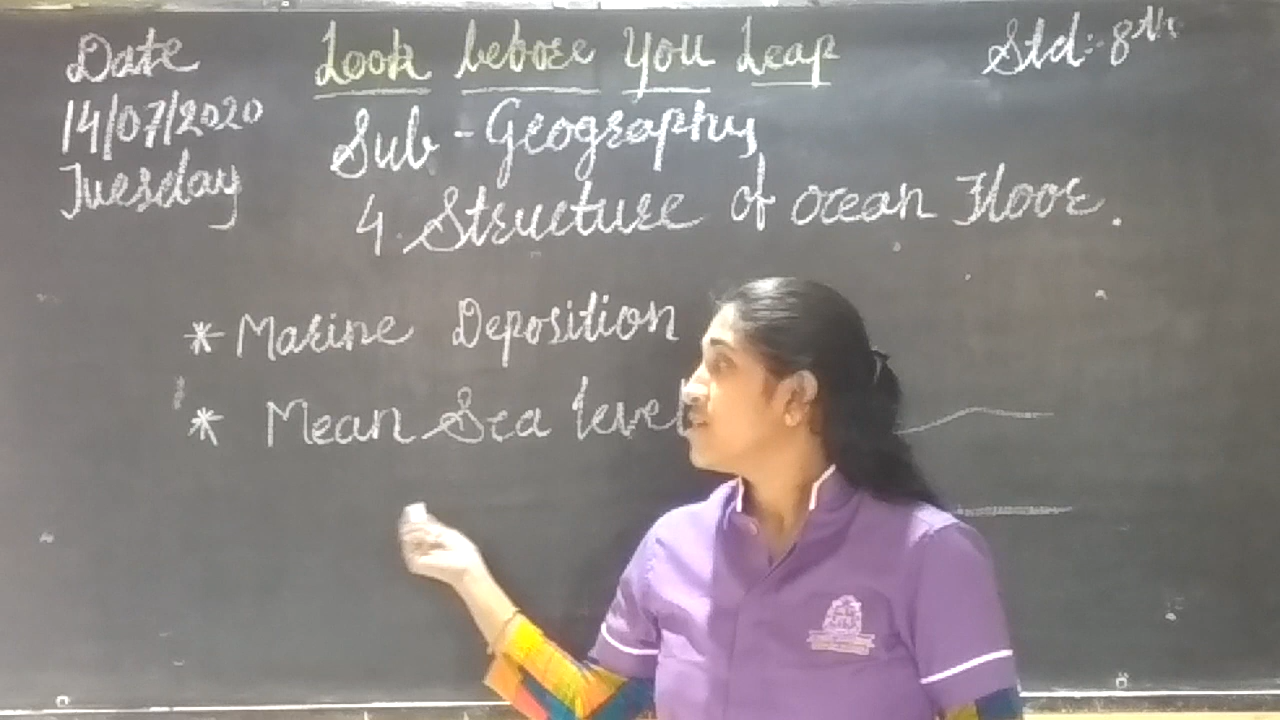 Date
14/07/2020
Tuesday
Look before You Leap
Std:-8th
Sub - Geography
4. Structure of ocean Floor.
* Marine Deposition
* Mean Sea level